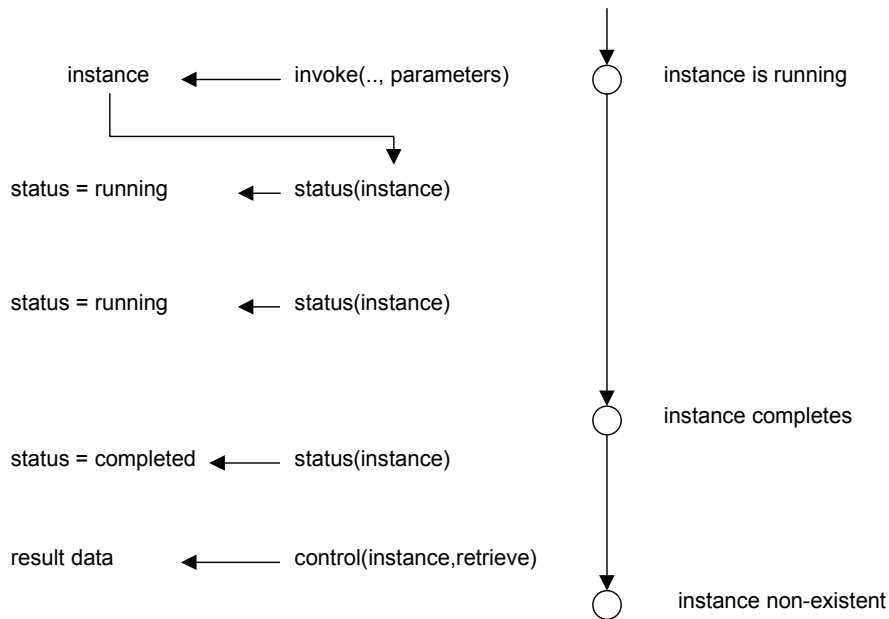 instance
invoke(.., parameters)
instance is running
status = running
status(instance)
status = running
status(instance)
instance completes
status = completed
status(instance)
result data
control(instance,retrieve)
instance non-existent